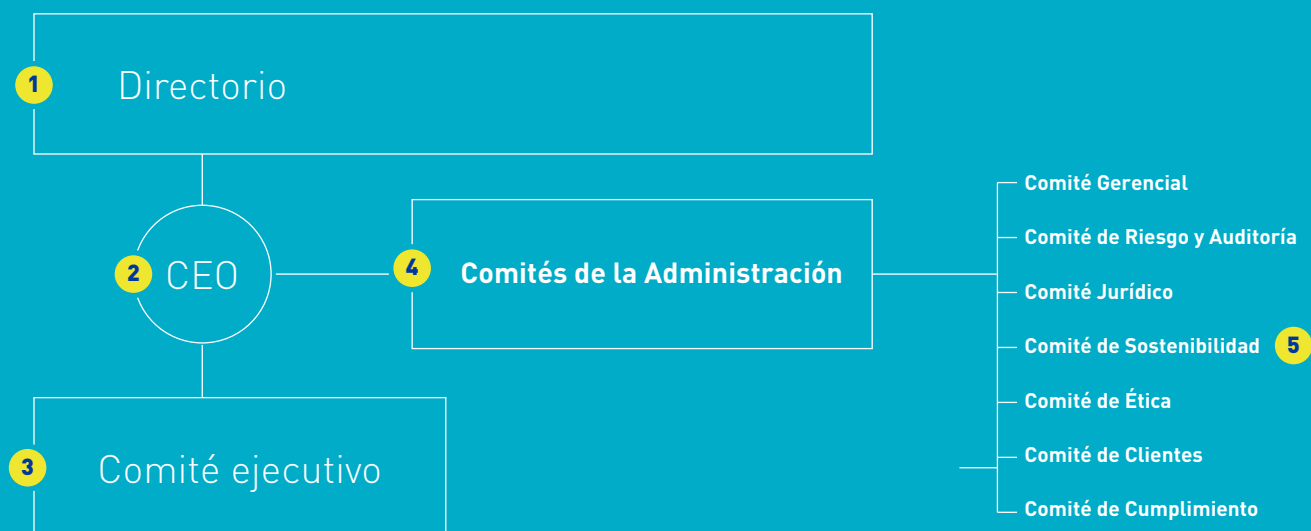 1 Directorio
2 CEO
4 Comités de la Administración
Comité Gerencial
Comité de Riesgo y Auditoría
Comité Jurídico
Comité de Sostenibilidad 5
Comité de Ética
Comité de Clientes
Comité de Cumplimiento
3 Comité ejecutivo